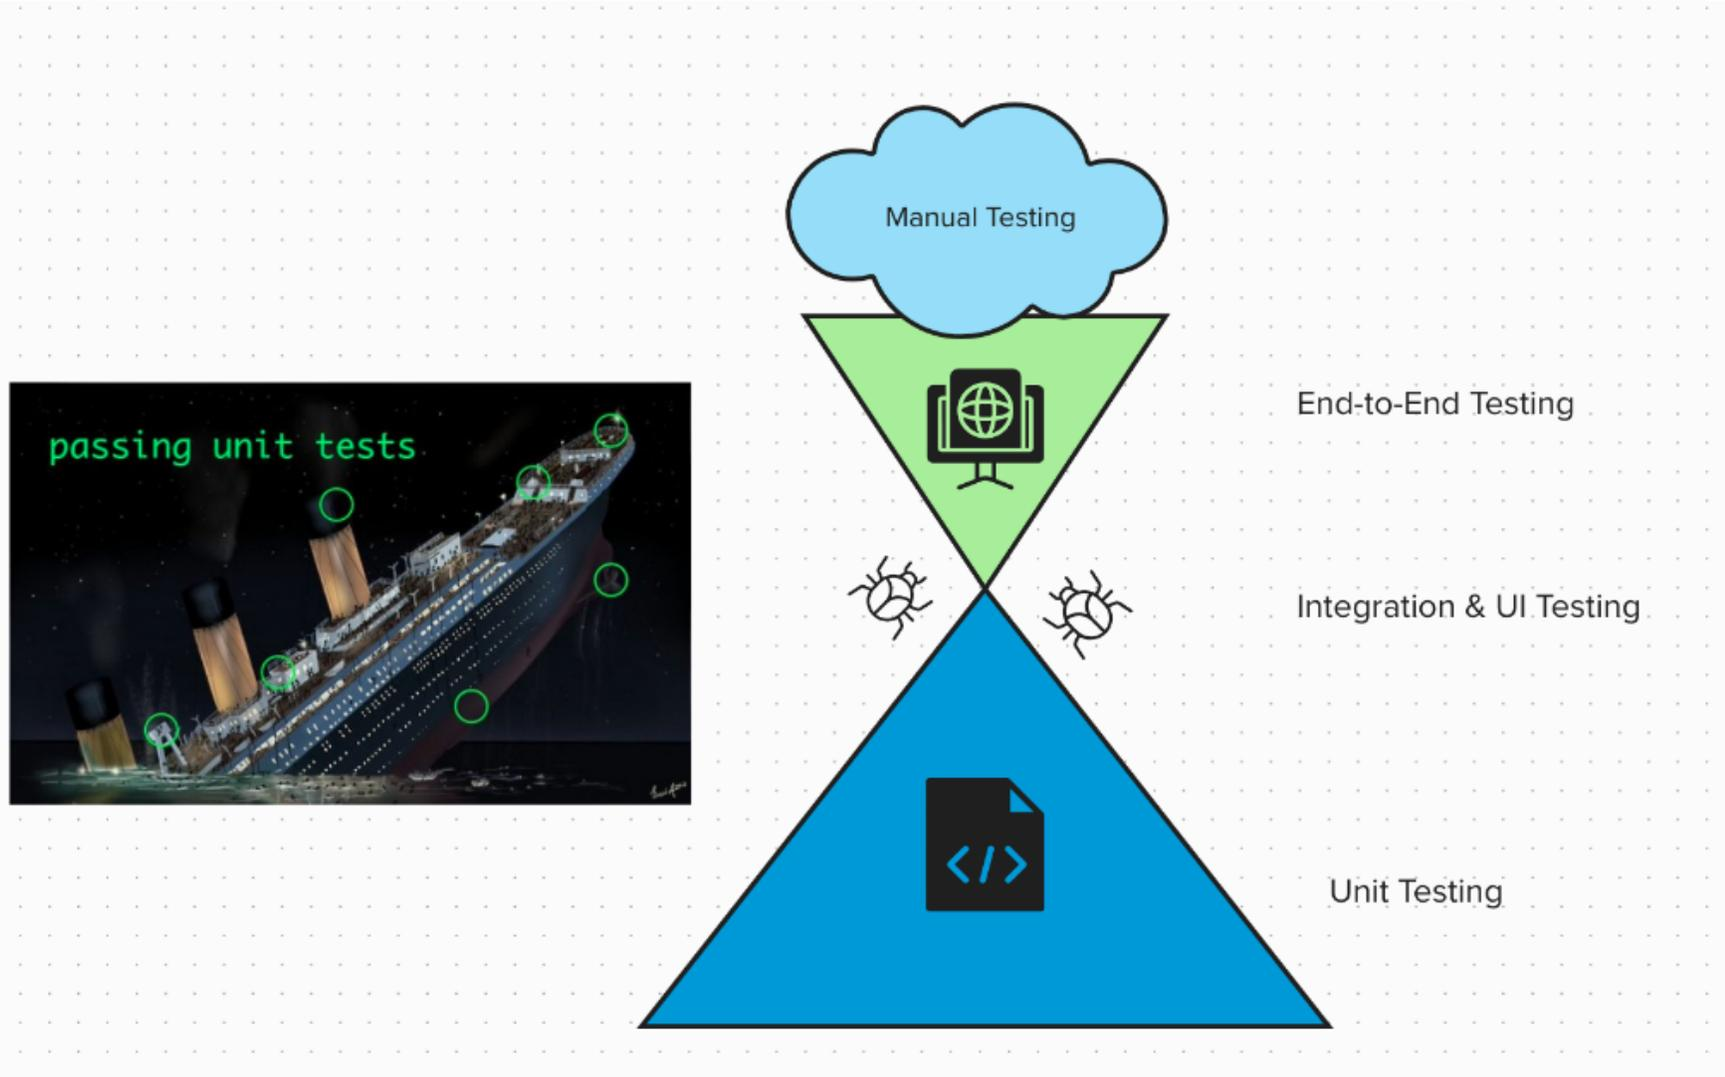 Manual Testing
passing unit tests
End-to-End Testing
Integration & UI Testing
</>
Unit Testing